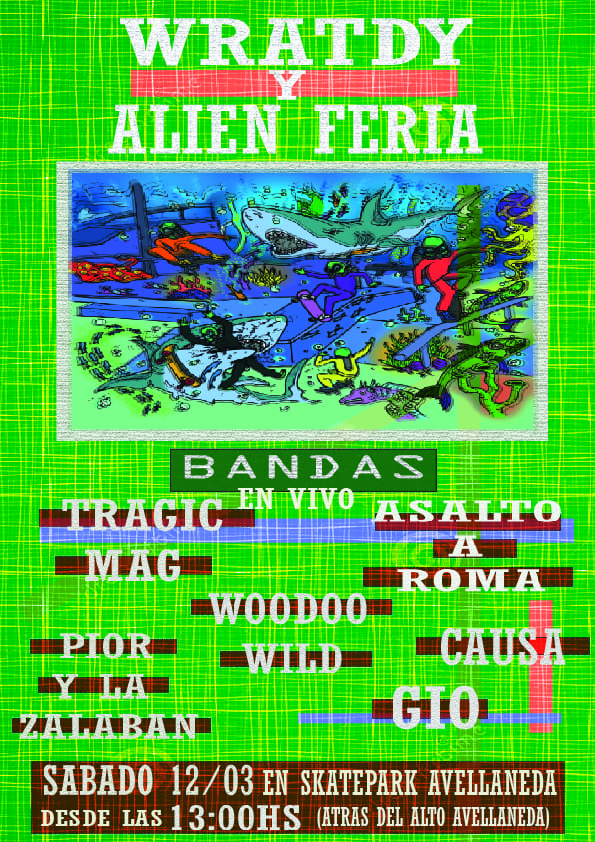 WRATDY
Y
ALIEN FERIA
BANDAS
EN VIVO
TRAGIC
MAG
ASALTO
A
ROMA
WOODOO
WILD
PIOR
Y LA
ZALABAN
CAUSA
GIO
SABADO 12/03 EN SKATEPARK AVELLANEDA
DESDE LAS 13:00HS (ATRAS DEL ALTO AVELLANEDA)